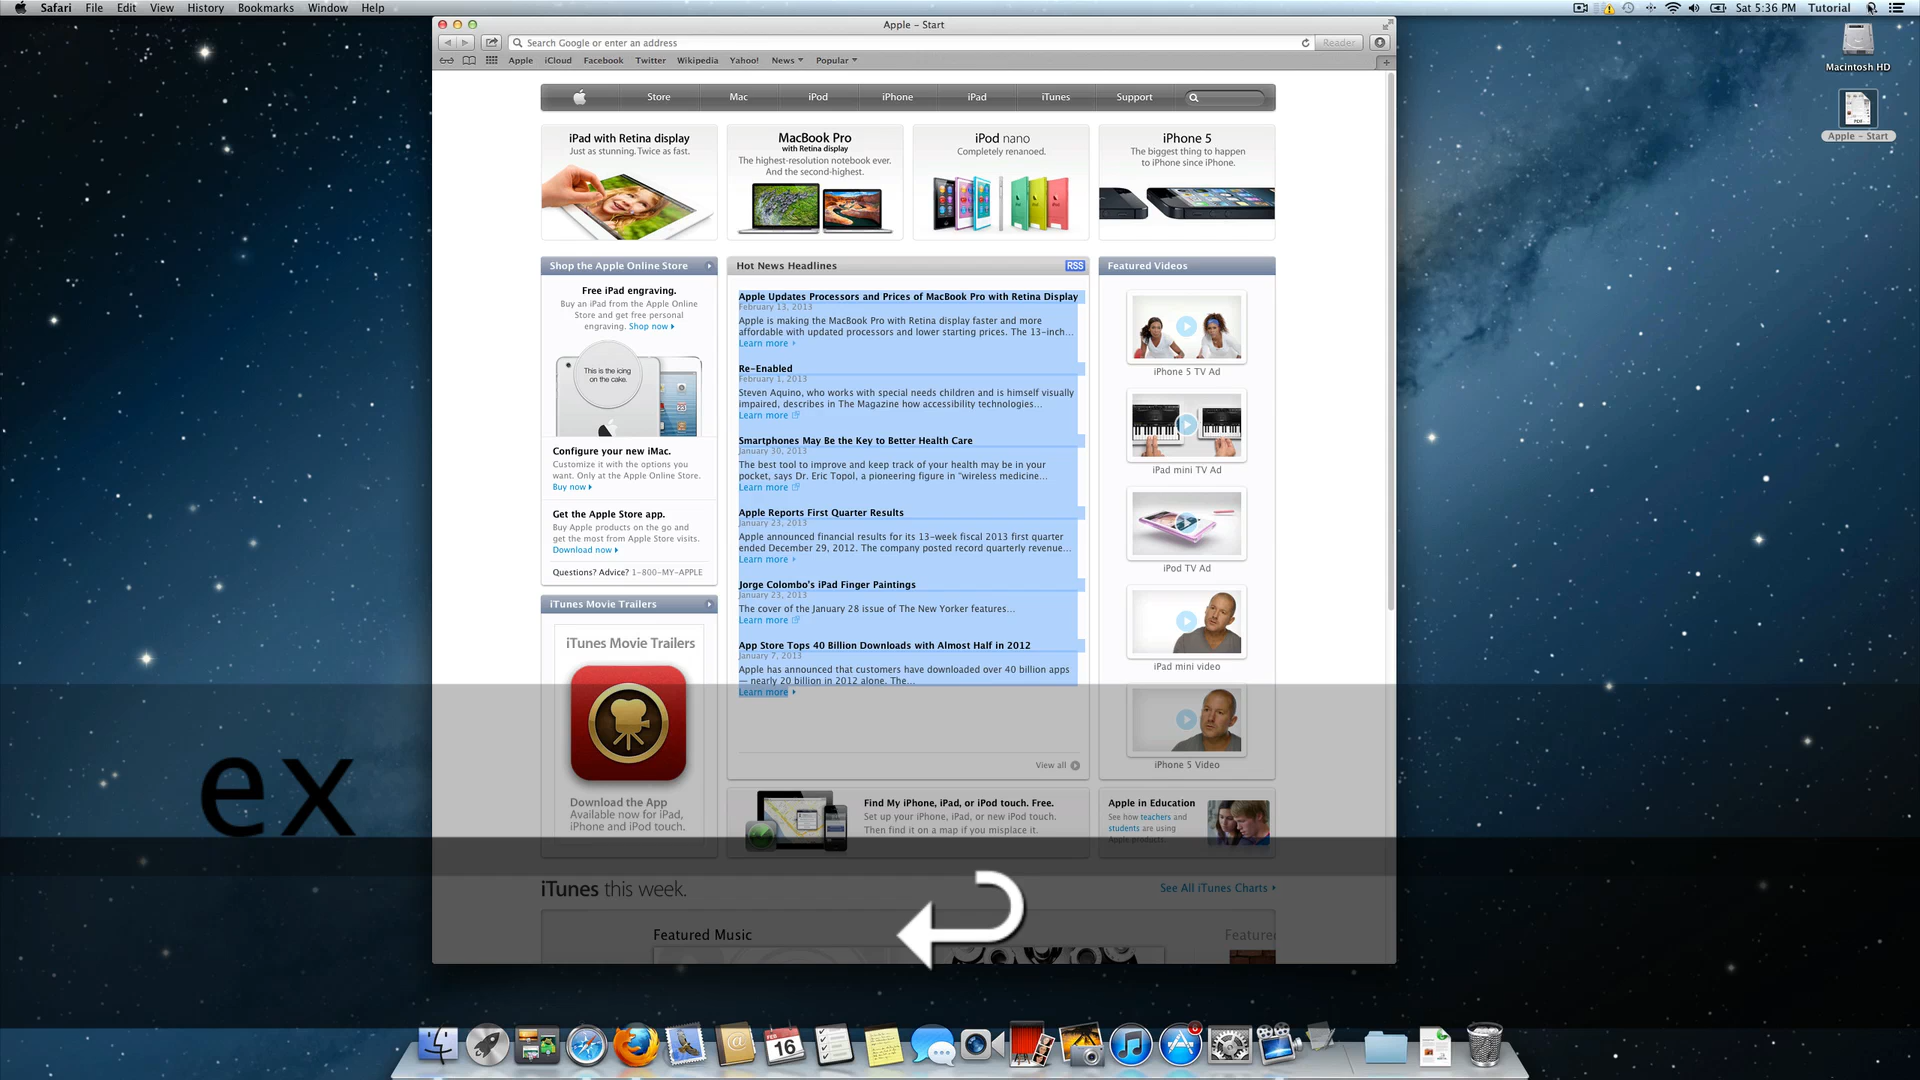 Safari File Edit View History Bookmarks Window Help
Sat 5:36 PM Tutorial
Apple – Start
Search Google or enter an address
Reader
Apple iCloud Facebook Twitter Wikipedia Yahoo! News Popular
Macintosh HD
PDF
Apple – Start
Store Mac iPod iPhone iPad iTunes Support
iPad with Retina display
Just as stunning. Twice as fast.
MacBook Pro
with Retina display
The highest-resolution notebook ever.
And the second-highest.
iPod nano
Completely renanoed.
iPhone 5
The biggest thing to happen
to iPhone since iPhone.
Shop the Apple Online Store
Free iPad engraving.
Buy an iPad from the Apple Online
Store and get free personal
engraving. Shop now
This is the icing
on the cake.
23
Configure your new iMac.
Customize it with the options you
want. Only at the Apple Online Store.
Buy now
Get the Apple Store app.
Buy Apple products on the go and
get the most from Apple Store visits.
Download now
Questions? Advice? 1-800-MY-APPLE
iTunes Movie Trailers
iTunes Movie Trailers
Download the App
Available now for iPad,
iPhone and iPod touch.
Hot News Headlines
RSS
Apple Updates Processors and Prices of MacBook Pro with Retina Display
February 13, 2013
Apple is making the MacBook Pro with Retina display faster and more
affordable with updated processors and lower starting prices. The 13-inch...
Learn more
Re-Enabled
February 1, 2013
Steven Aquino, who works with special needs children and is himself visually
impaired, describes in The Magazine how accessibility technologies...
Learn more
Smartphones May Be the Key to Better Health Care
January 30, 2013
The best tool to improve and keep track of your health may be in your
pocket, says Dr. Eric Topol, a pioneering figure in "wireless medicine...
Learn more
Apple Reports First Quarter Results
January 23, 2013
Apple announced financial results for its 13-week fiscal 2013 first quarter
ended December 29, 2012. The company posted record quarterly revenue...
Learn more
Jorge Colombo's iPad Finger Paintings
January 23, 2013
The cover of the January 28 issue of The New Yorker features...
Learn more
App Store Tops 40 Billion Downloads with Almost Half in 2012
January 7, 2013
Apple has announced that customers have downloaded over 40 billion apps
— nearly 20 billion in 2012 alone. The...
Learn more
View all
Featured Videos
iPhone 5 TV Ad
iPad mini TV Ad
iPod TV Ad
iPad mini video
iPhone 5 Video
Find My iPhone, iPad, or iPod touch. Free.
Set up your iPhone, iPad, or new iPod touch.
Then find it on a map if you misplace it.
Apple in Education
See how teachers and
students are using
Apple products.
ex
iTunes this week.
See All iTunes Charts
Featured Music
Feature
FEB
16
6